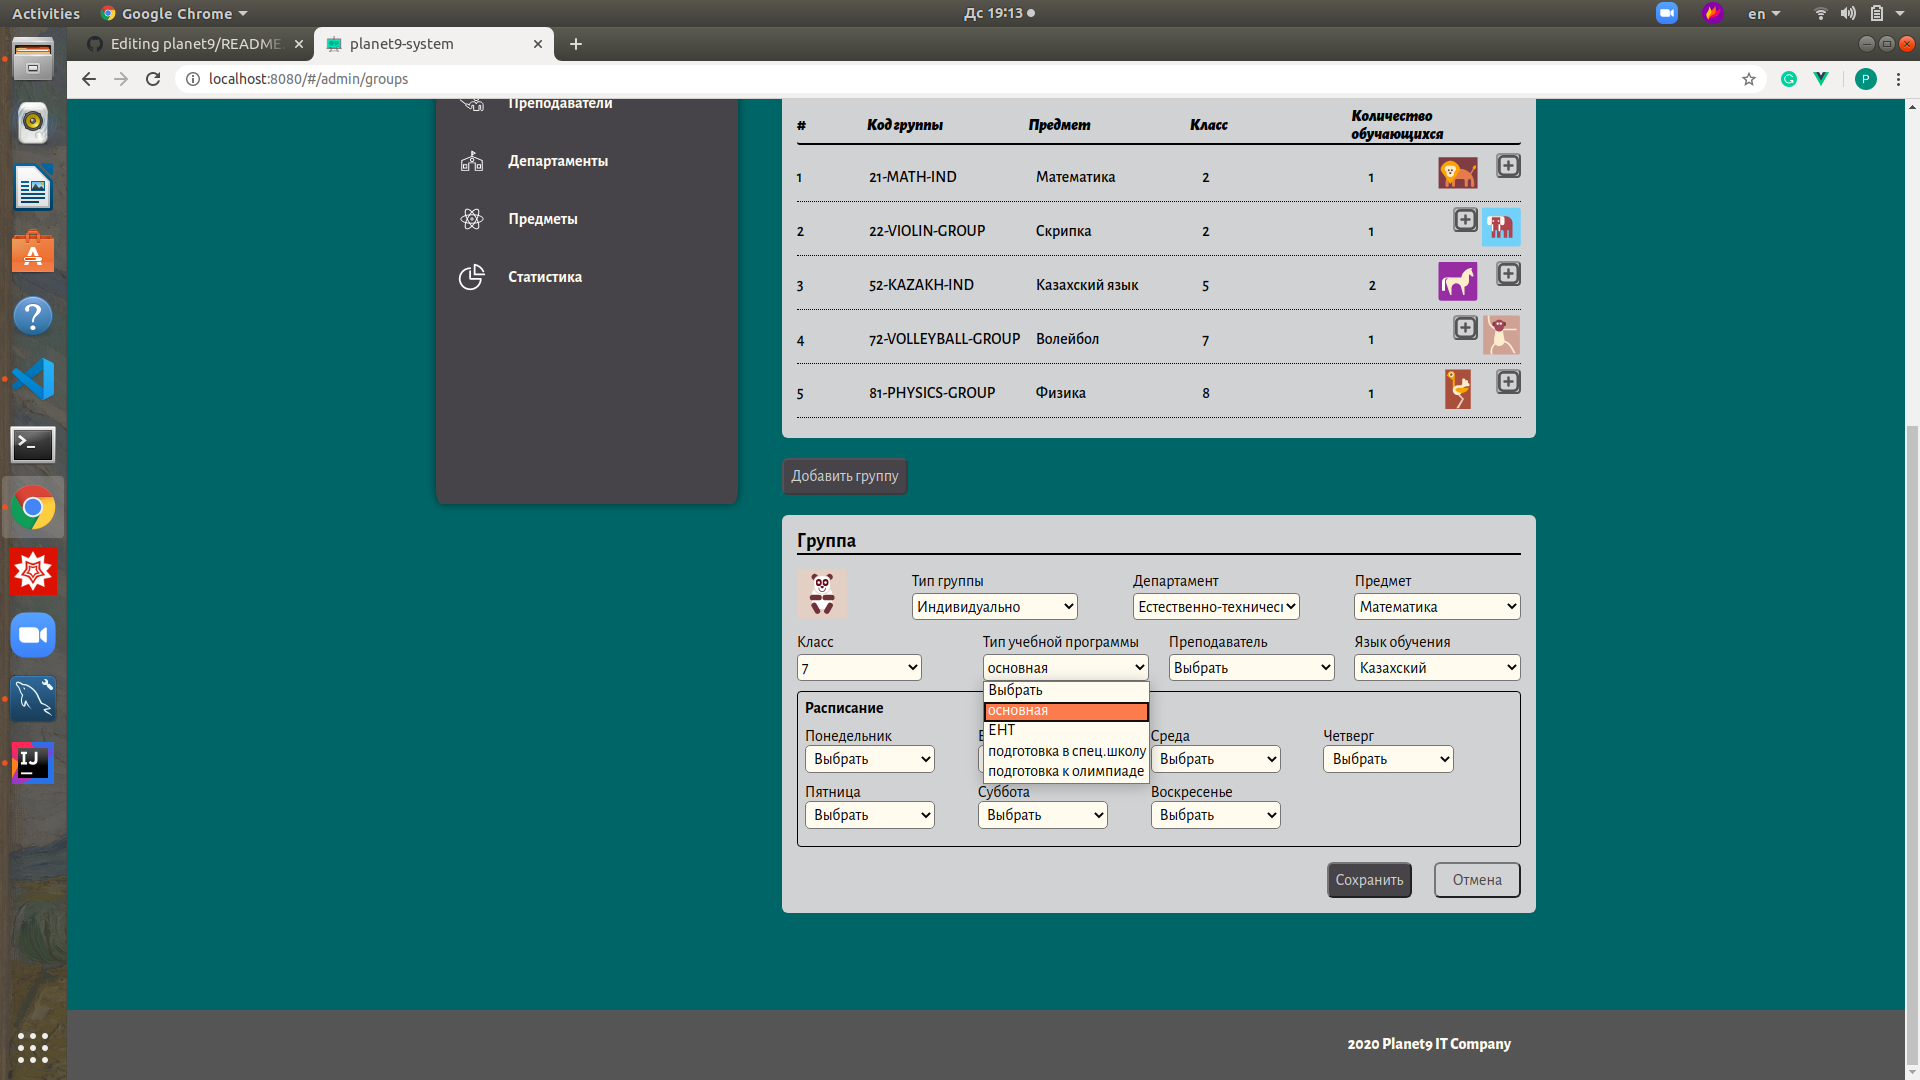 Activities
Google Chrome
Дс 19:13
en
Editing planet9/README.
planet9-system
localhost:8080/#/admin/groups
P
Преподаватели
Департаменты
Предметы
Статистика
# Код группы Предмет Класс Количество обучающихся
1 21-MATH-IND Математика 2 1
2 22-VIOLIN-GROUP Скрипка 2 1
3 52-KAZAKH-IND Казахский язык 5 2
4 72-VOLLEYBALL-GROUP Волейбол 7 1
5 81-PHYSICS-GROUP Физика 8 1
Добавить группу
Группа
Тип группы Департамент Предмет
Индивидуально Естественно-техничес Математика
Класс Тип учебной программы Преподаватель Язык обучения
7 основная Выбрать Казахский
Выбрать
основная
ЕНТ
подготовка в спец.школу
подготовка к олимпиаде
Расписание
Понедельник Среда Четверг
Выбрать Выбрать Выбрать
Пятница Суббота Воскресенье
Выбрать Выбрать Выбрать
Сохранить Отмена
2020 Planet9 IT Company
IJ